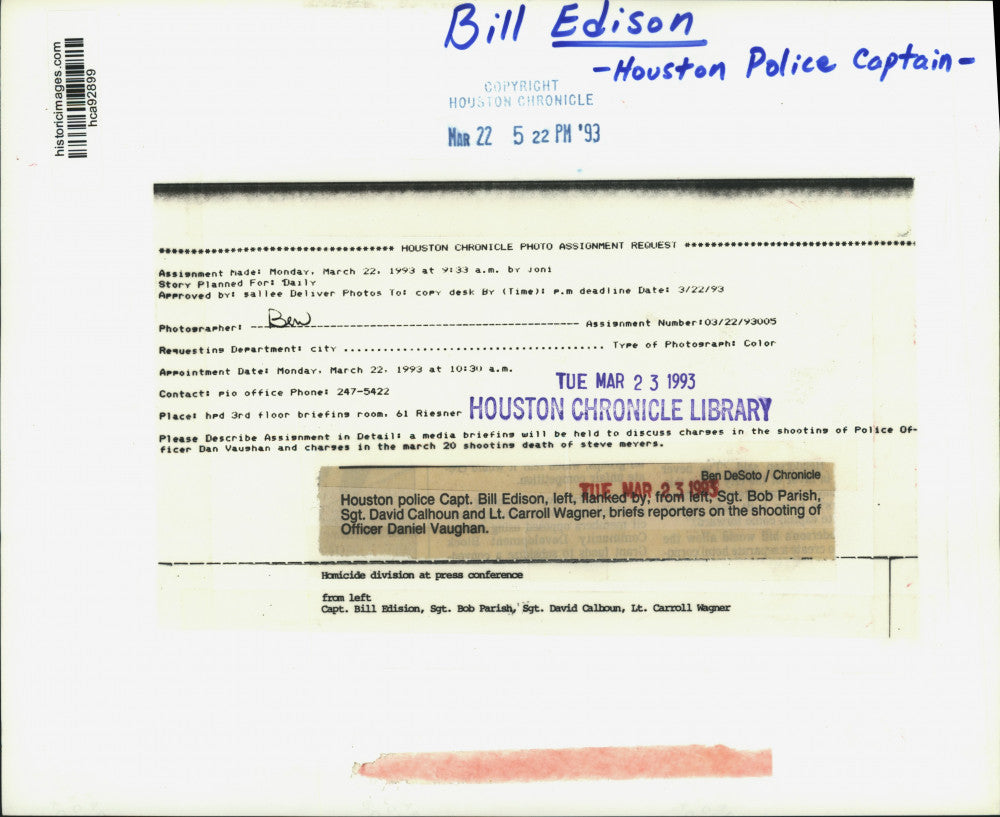 Bill Edison
-Houston Police Captain-
COPYRIGHT
HOUSTON CHRONICLE
MAR 22 5 22 PM '93
historicimages.com
hca92899
************************************ HOUSTON CHRONICLE PHOTO ASSIGNMENT REQUEST ************************************
Assignment Made: Monday, March 22, 1993 at 9:33 a.m. by Joni
Story Planned For: Daily
Approved by: sallee Deliver Photos To: copy desk By (Time): p.m deadline Date: 3/22/93
Photographer: Ben Assignment Number:03/22/93005
Requesting Department: city ...................................... Type of Photograph: Color
Appointment Date: Monday, March 22, 1993 at 10:30 a.m.
TUE MAR 23 1993
Contact: pio office Phone: 247-5422
HOUSTON CHRONICLE LIBRARY
Place: hpd 3rd floor briefing room, 61 Riesner
Please Describe Assignment in Detail: a media briefing will be held to discuss charges in the shooting of Police Of-
ficer Dan Vaughan and charges in the march 20 shooting death of steve meyers.
Ben DeSoto / Chronicle
TUE MAR 23 1993
Houston police Capt. Bill Edison, left, flanked by, from left, Sgt. Bob Parish,
Sgt. David Calhoun and Lt. Carroll Wagner, briefs reporters on the shooting of
Officer Daniel Vaughan.
Homicide division at press conference
from left
Capt. Bill Edision, Sgt. Bob Parish, Sgt. David Calhoun, Lt. Carroll Wagner